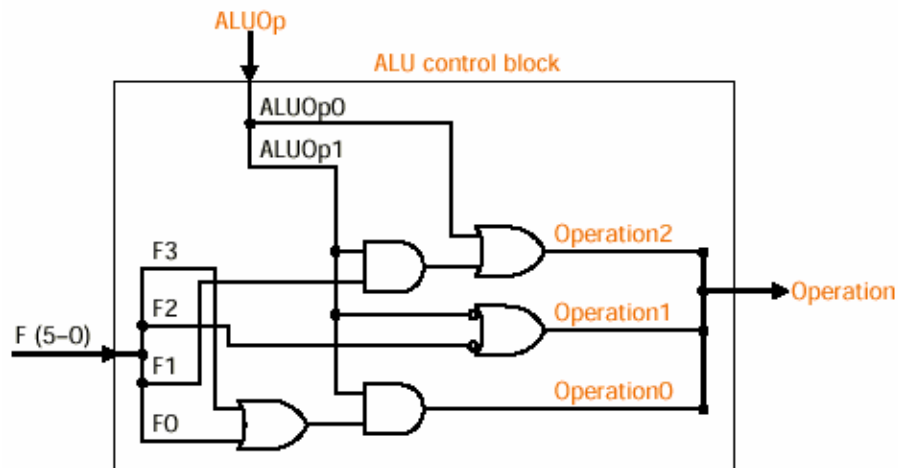 ALUOp
ALU control block
ALUOp0
ALUOp1
Operation2
F3
Operation
F2
Operation1
F (5–0)
F1
Operation0
F0